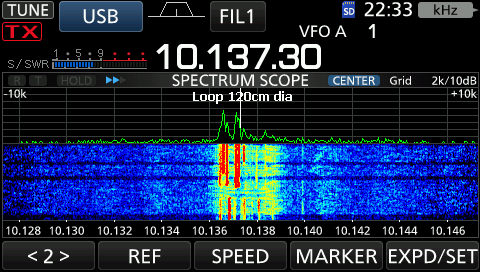 TUNE USB FIL1 SD 22:33 kHz
TX VFO A 1
1 5 9
S/SWR 10.137.30
R T HOLD SPECTRUM SCOPE CENTER Grid 2k/10dB
-10k Loop 120cm dia +10k
10.128 10.130 10.132 10.134 10.136 10.138 10.140 10.142 10.144 10.146
< 2 > REF SPEED MARKER EXPD/SET